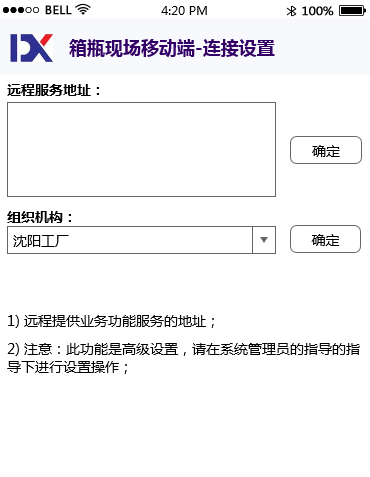 BELL 4:20 PM 100%
DX 箱瓶现场移动端-连接设置
远程服务地址：
确定
组织机构：
沈阳工厂 确定
1) 远程提供业务功能服务的地址；
2) 注意：此功能是高级设置，请在系统管理员的指导的指
导下进行设置操作；